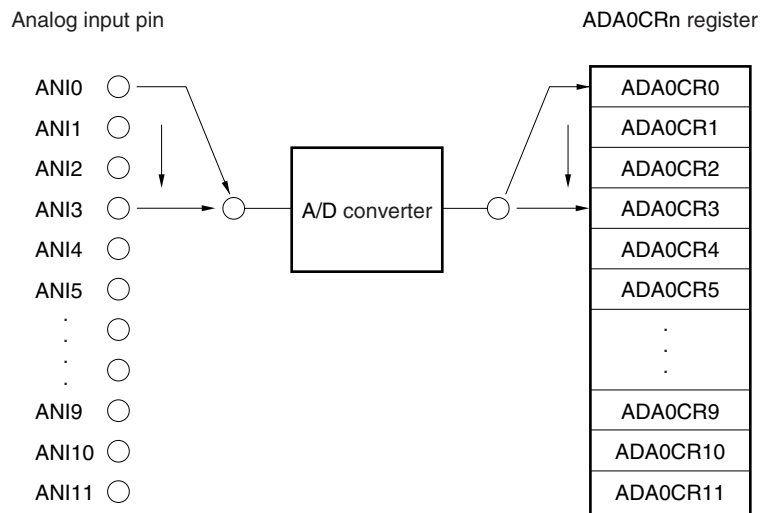 Analog input pin
ADA0CRn register
ANI0
ADA0CR0
ANI1
ADA0CR1
ANI2
ADA0CR2
ANI3
A/D converter
ADA0CR3
ANI4
ADA0CR4
ANI5
ADA0CR5
.
.
.
.
.
.
.
ANI9
ADA0CR9
ANI10
ADA0CR10
ANI11
ADA0CR11